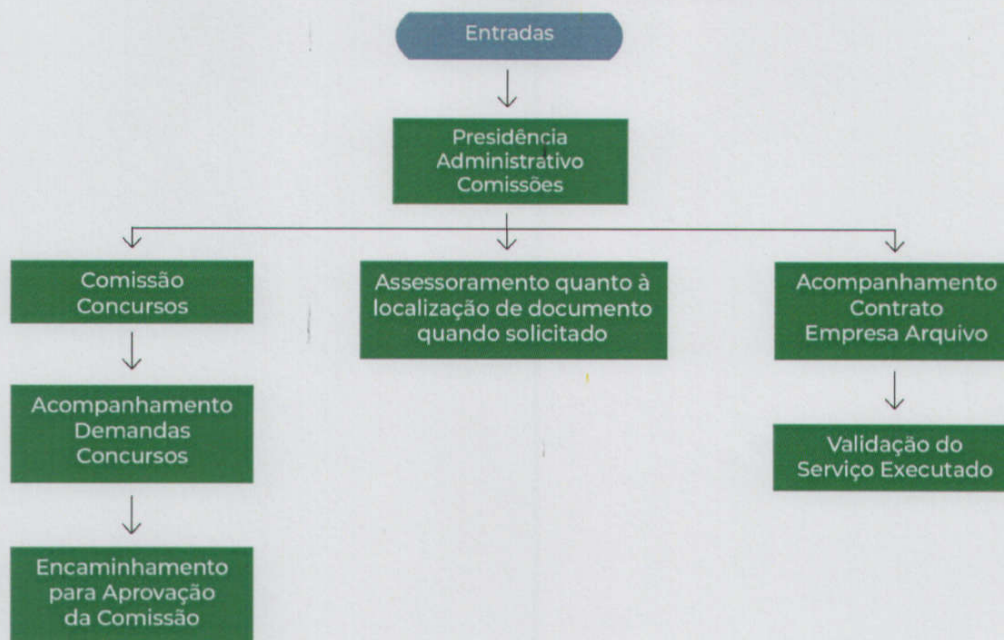 Entradas
Presidência
Administrativo
Comissões
Comissão
Concursos
Assessoramento quanto à
localização de documento
quando solicitado
Acompanhamento
Contrato
Empresa Arquivo
Acompanhamento
Demandas
Concursos
Validação do
Serviço Executado
Encaminhamento
para Aprovação
da Comissão